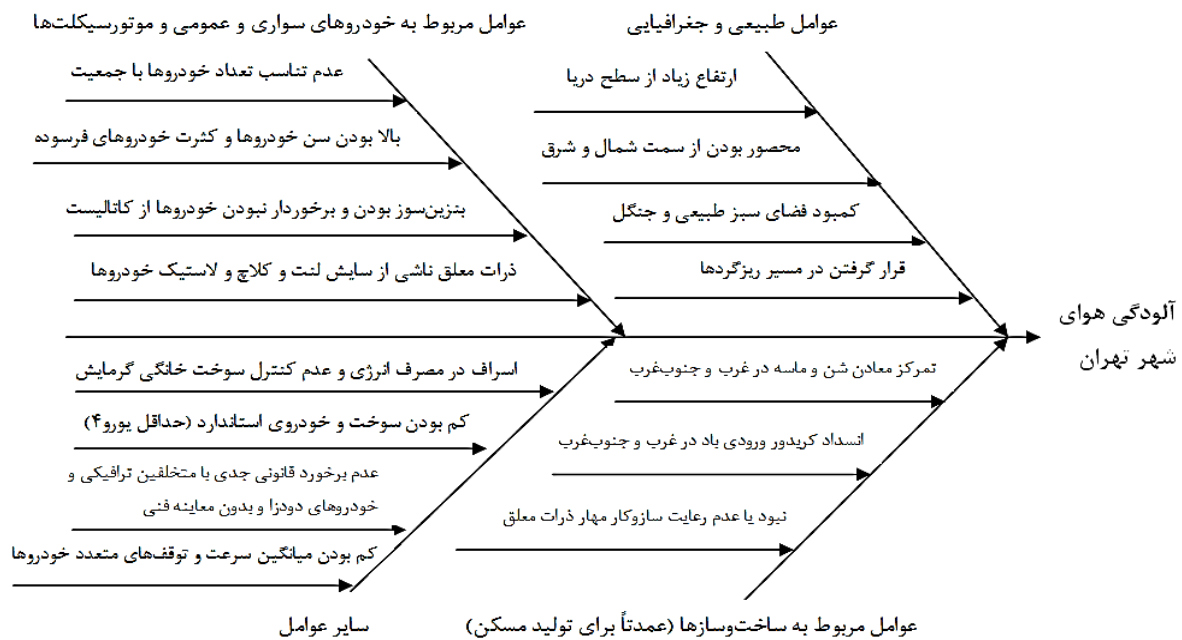 عوامل طبیعی و جغرافیایی
ارتفاع زیاد از سطح دریا
محصور بودن از سمت شمال و شرق
کمبود فضای سبز طبیعی و جنگل
قرار گرفتن در مسیر ریزگردها
عوامل مربوط به خودروهای سواری و عمومی و موتورسیکلت‌ها
عدم تناسب تعداد خودروها با جمعیت
بالا بودن سن خودروها و کثرت خودروهای فرسوده
بنزین‌سوز بودن و برخوردار نبودن خودروها از کاتالیست
ذرات معلق ناشی از سایش لنت و کلاچ و لاستیک خودروها
آلودگی هوای
شهر تهران
تمرکز معادن شن و ماسه در غرب و جنوب‌غرب
انسداد کریدور ورودی باد در غرب و جنوب‌غرب
نبود یا عدم رعایت سازوکار مهار ذرات معلق
عوامل مربوط به ساخت‌وسازها (عمدتاً برای تولید مسکن)
اسراف در مصرف انرژی و عدم کنترل سوخت خانگی گرمایش
کم بودن سوخت و خودروی استاندارد (حداقل یورو۴)
عدم برخورد قانونی جدی با متخلفین ترافیکی و
خودروهای دودزا و بدون معاینه فنی
کم بودن میانگین سرعت و توقف‌های متعدد خودروها
سایر عوامل